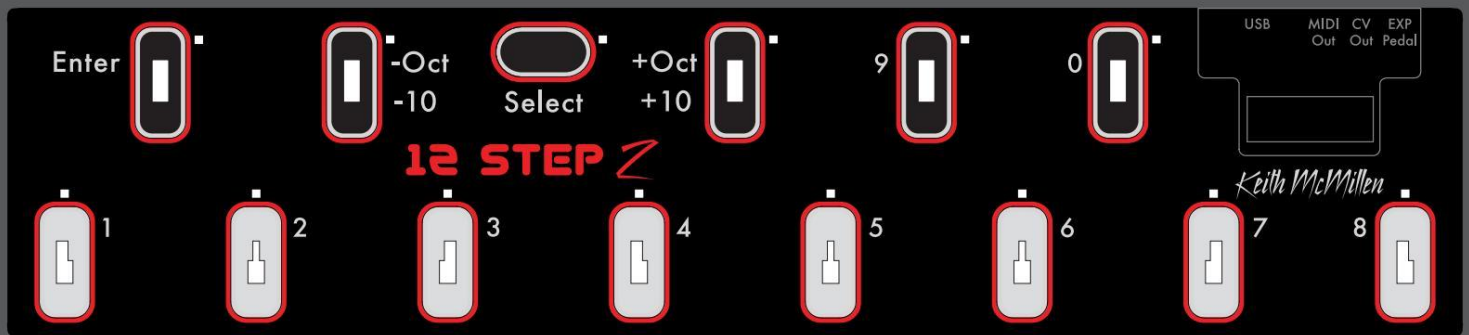 USB MIDI Out CV Out EXP Pedal
Enter
-Oct
-10
Select
+Oct
+10
9
0
12 STEP 2
Keith McMillen
1
2
3
4
5
6
7
8